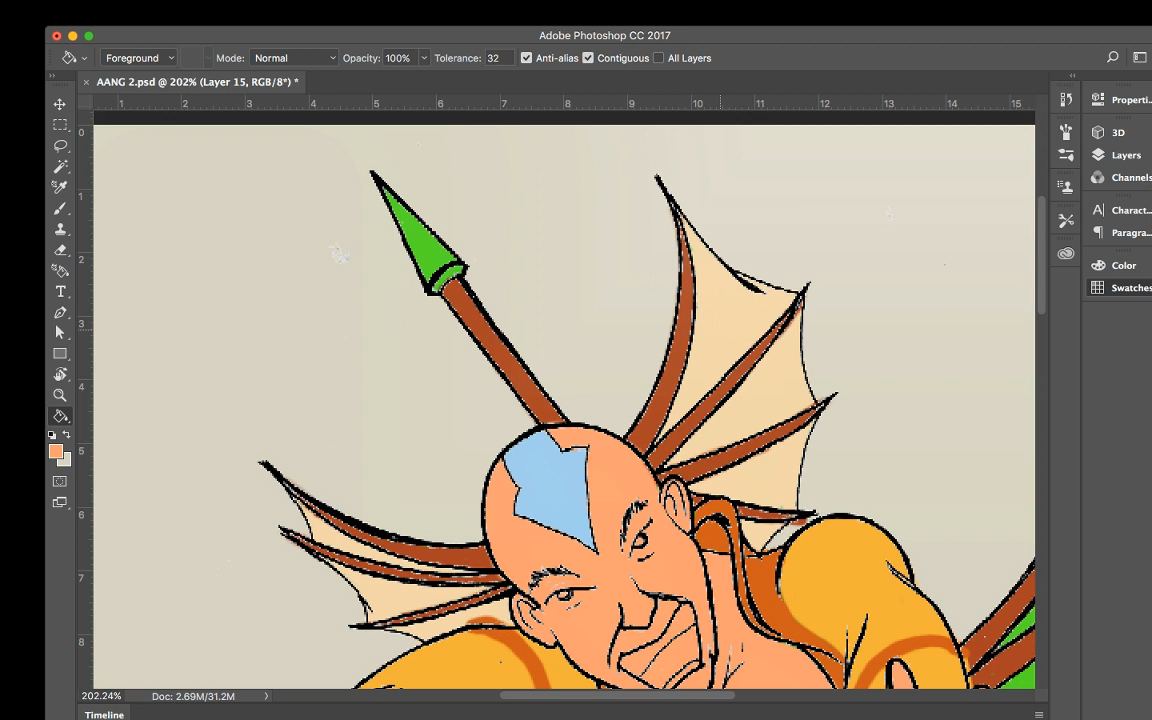 Adobe Photoshop CC 2017
Foreground Mode: Normal Opacity: 100% Tolerance: 32 Anti-alias Contiguous All Layers
AANG 2.psd @ 202% (Layer 15, RGB/8*) *
1 2 3 4 5 6 7 8 9 10 11 12 13 14 15
0
1
2
3
4
5
6
7
8
Properti...
3D
Layers
Channels
Charact...
Paragra...
Color
Swatches
202.24% Doc: 2.69M/31.2M
Timeline